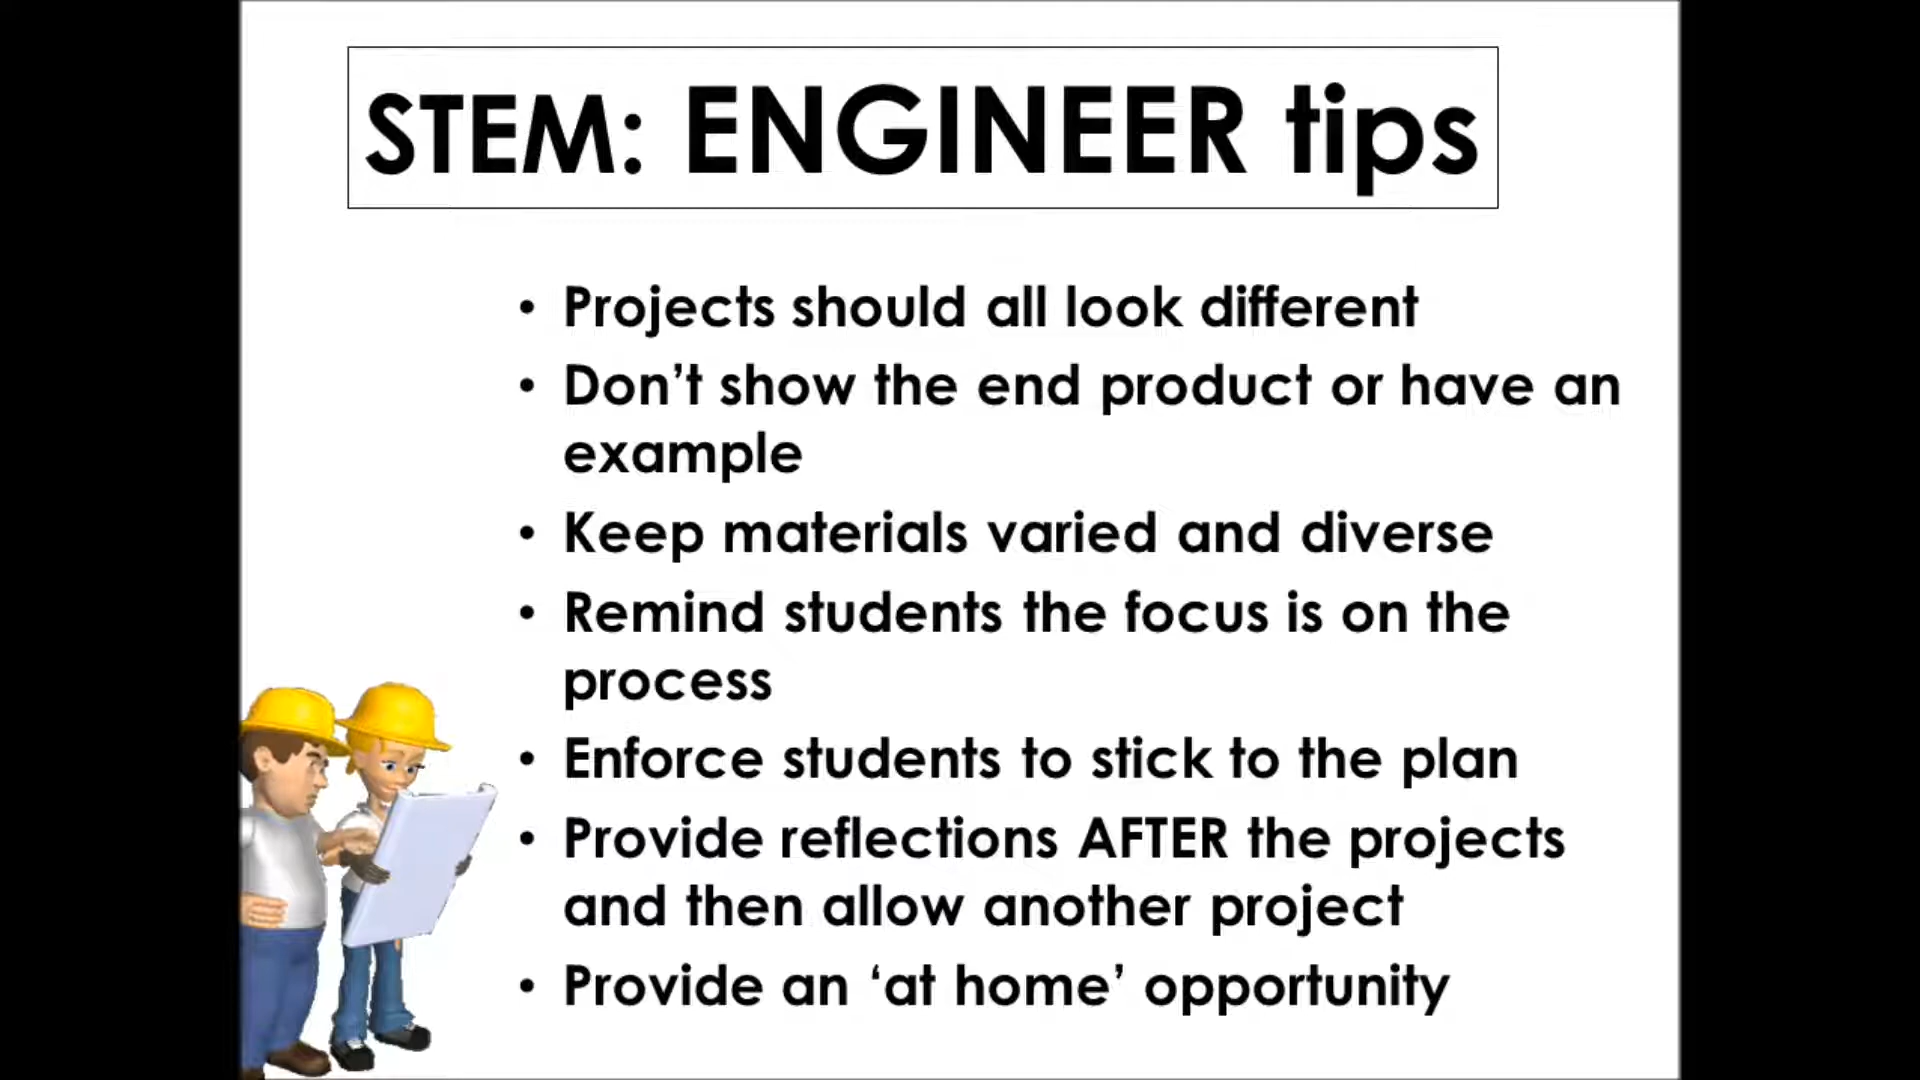 STEM: ENGINEER tips
• Projects should all look different
• Don’t show the end product or have an
example
• Keep materials varied and diverse
• Remind students the focus is on the
process
• Enforce students to stick to the plan
• Provide reflections AFTER the projects
and then allow another project
• Provide an ‘at home’ opportunity